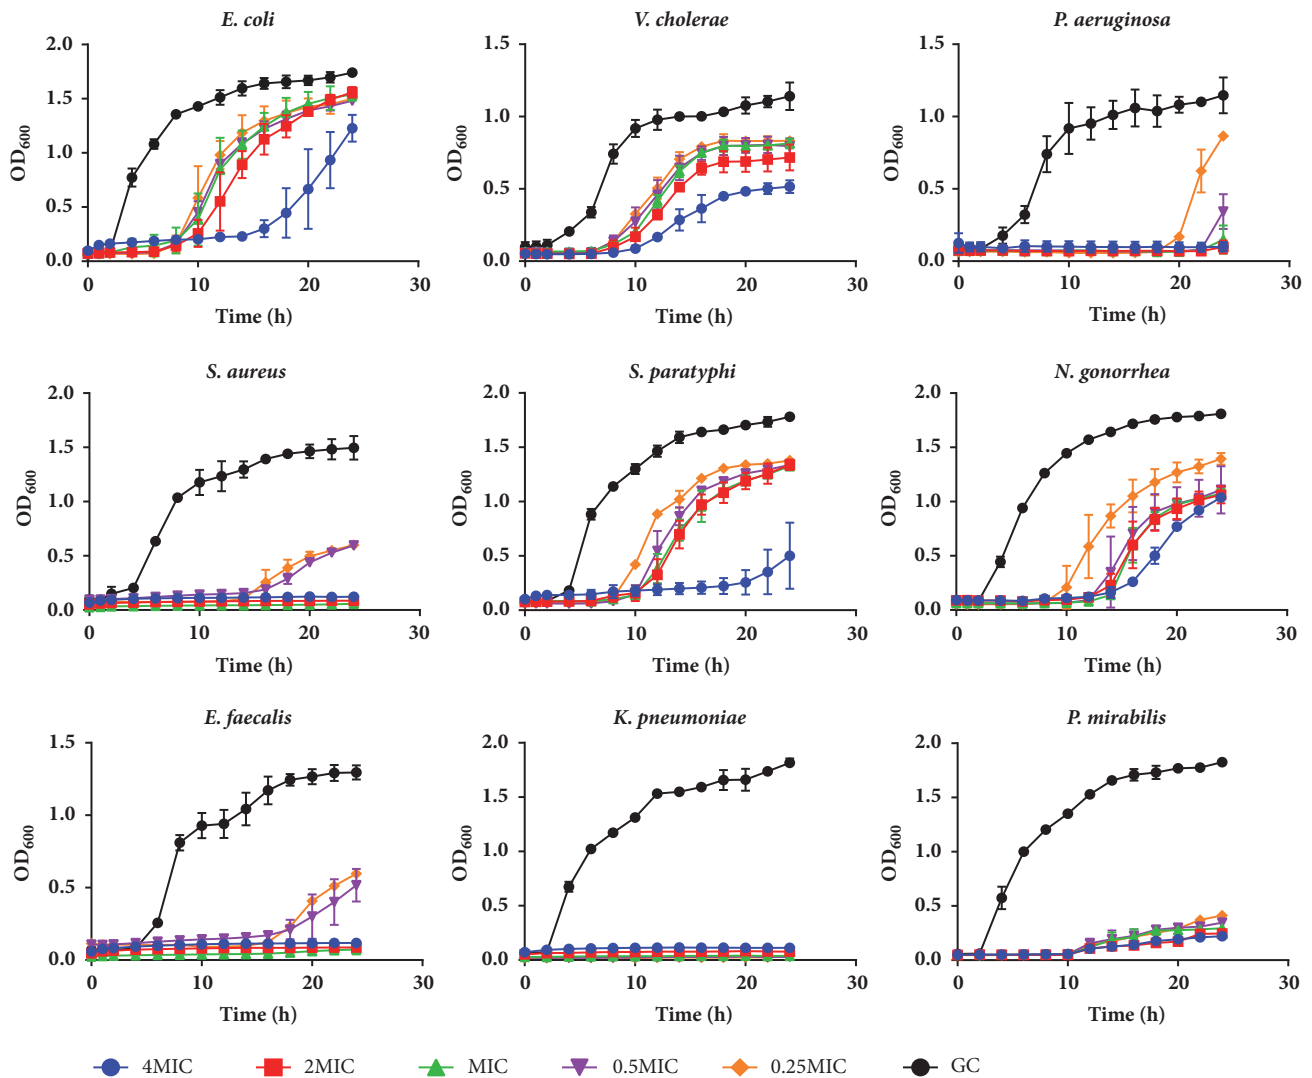 E. coli
V. cholerae
P. aeruginosa
2.0
1.5
1.0
0.5
0.0
OD600
0 10 20 30
Time (h)
1.5
1.0
0.5
0.0
OD600
0 10 20 30
Time (h)
1.5
1.0
0.5
0.0
OD600
0 10 20 30
Time (h)
S. aureus
S. paratyphi
N. gonorrhea
2.0
1.5
1.0
0.5
0.0
OD600
0 10 20 30
Time (h)
2.0
1.5
1.0
0.5
0.0
OD600
0 10 20 30
Time (h)
2.0
1.5
1.0
0.5
0.0
OD600
0 10 20 30
Time (h)
E. faecalis
K. pneumoniae
P. mirabilis
1.5
1.0
0.5
0.0
OD600
0 10 20 30
Time (h)
2.0
1.5
1.0
0.5
0.0
OD600
0 10 20 30
Time (h)
2.0
1.5
1.0
0.5
0.0
OD600
0 10 20 30
Time (h)
4MIC 2MIC MIC 0.5MIC 0.25MIC GC